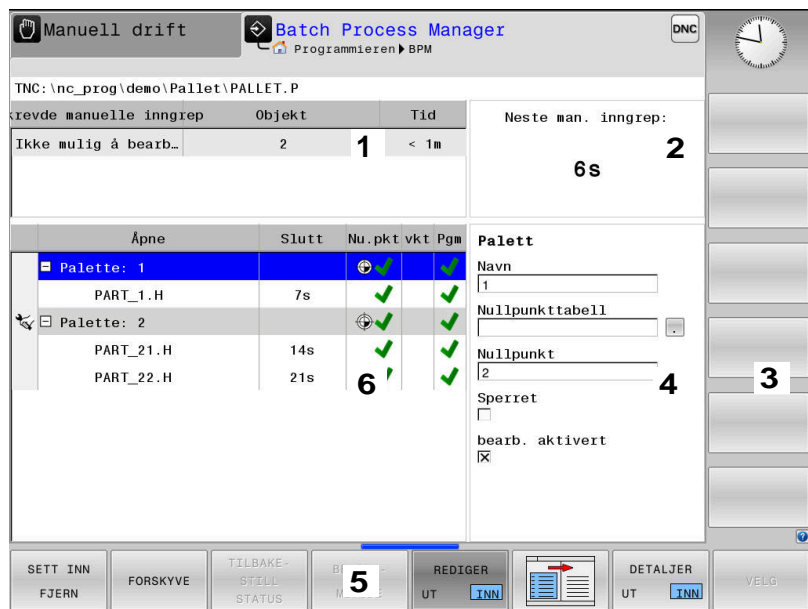 Manuell drift
Batch Process Manager
Programmieren BPM
DNC
TNC:\nc_prog\demo\Pallet\PALLET.P
krevde manuelle inngrep Objekt Tid
Ikke mulig å bearb… 2 < 1m
1
Neste man. inngrep:
2
6s
Åpne Slutt Nu.pkt vkt Pgm
Palette: 1
PART_1.H 7s
Palette: 2
PART_21.H 14s
PART_22.H 21s
6
Palett
Navn
1
Nullpunkttabell
.
Nullpunkt
2
4
Sperret
bearb. aktivert
3
SETT INN
FJERN
FORSKYVE
TILBAKE-
STILL
STATUS
5
REDIGER
UT INN
DETALJER
UT INN
VELG